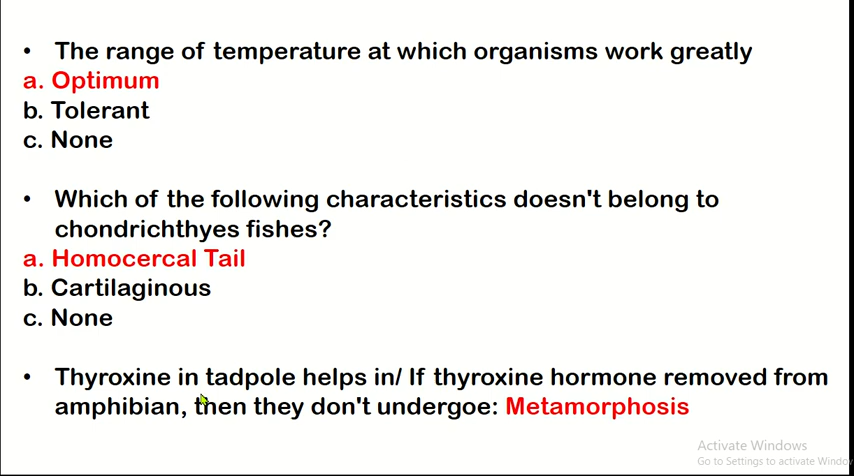 • The range of temperature at which organisms work greatly
a. Optimum
b. Tolerant
c. None
• Which of the following characteristics doesn't belong to
chondrichthyes fishes?
a. Homocercal Tail
b. Cartilaginous
c. None
• Thyroxine in tadpole helps in/ If thyroxine hormone removed from
amphibian, then they don't undergoe: Metamorphosis
Activate Windows
Go to Settings to activate Window